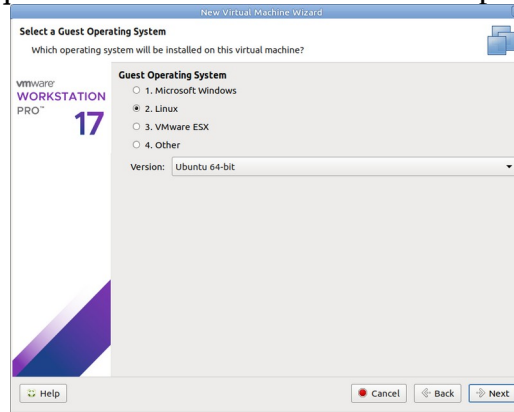 New Virtual Machine Wizard
Select a Guest Operating System
Which operating system will be installed on this virtual machine?
vmware
WORKSTATION
PRO™
17
Guest Operating System
1. Microsoft Windows
2. Linux
3. VMware ESX
4. Other
Version: Ubuntu 64-bit
Help Cancel Back Next